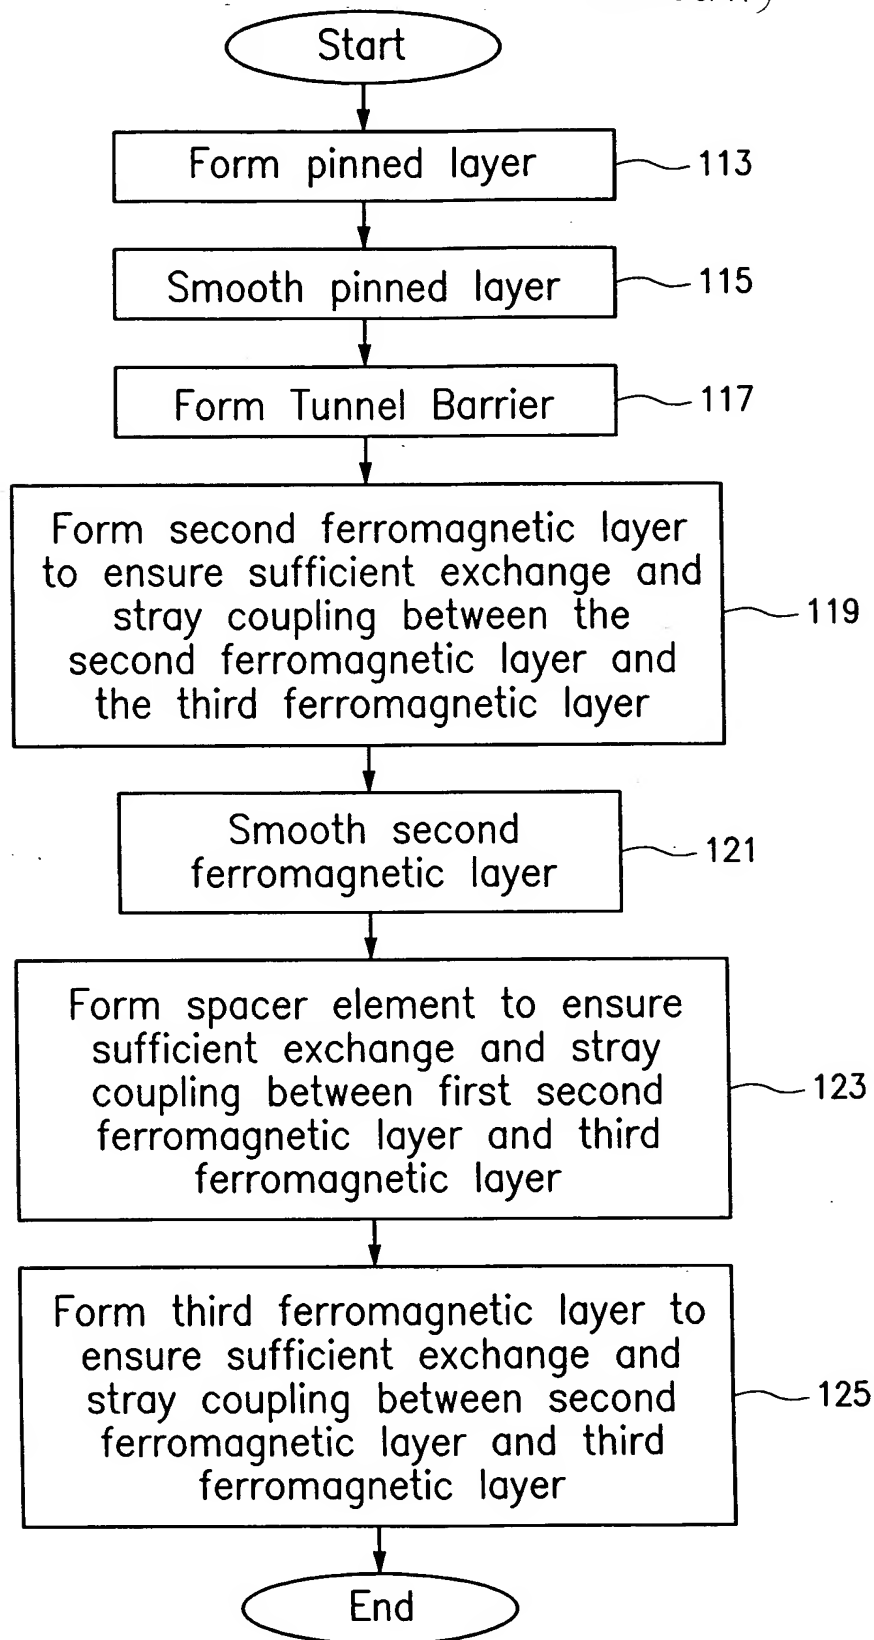 Start
Form pinned layer
113
Smooth pinned layer
115
Form Tunnel Barrier
117
Form second ferromagnetic layer
to ensure sufficient exchange and
stray coupling between the
second ferromagnetic layer and
the third ferromagnetic layer
119
Smooth second
ferromagnetic layer
121
Form spacer element to ensure
sufficient exchange and stray
coupling between first second
ferromagnetic layer and third
ferromagnetic layer
123
Form third ferromagnetic layer to
ensure sufficient exchange and
stray coupling between second
ferromagnetic layer and third
ferromagnetic layer
125
End